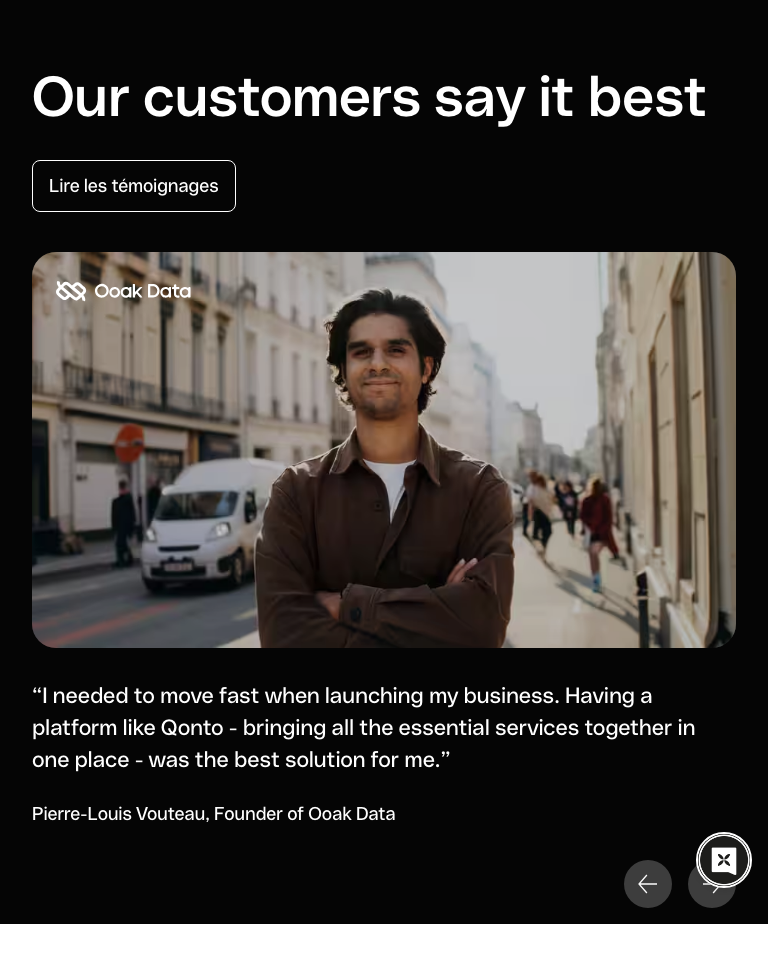 Our customers say it best
Lire les témoignages
Ooak Data
“I needed to move fast when launching my business. Having a
platform like Qonto - bringing all the essential services together in
one place - was the best solution for me.”
Pierre-Louis Vouteau, Founder of Ooak Data